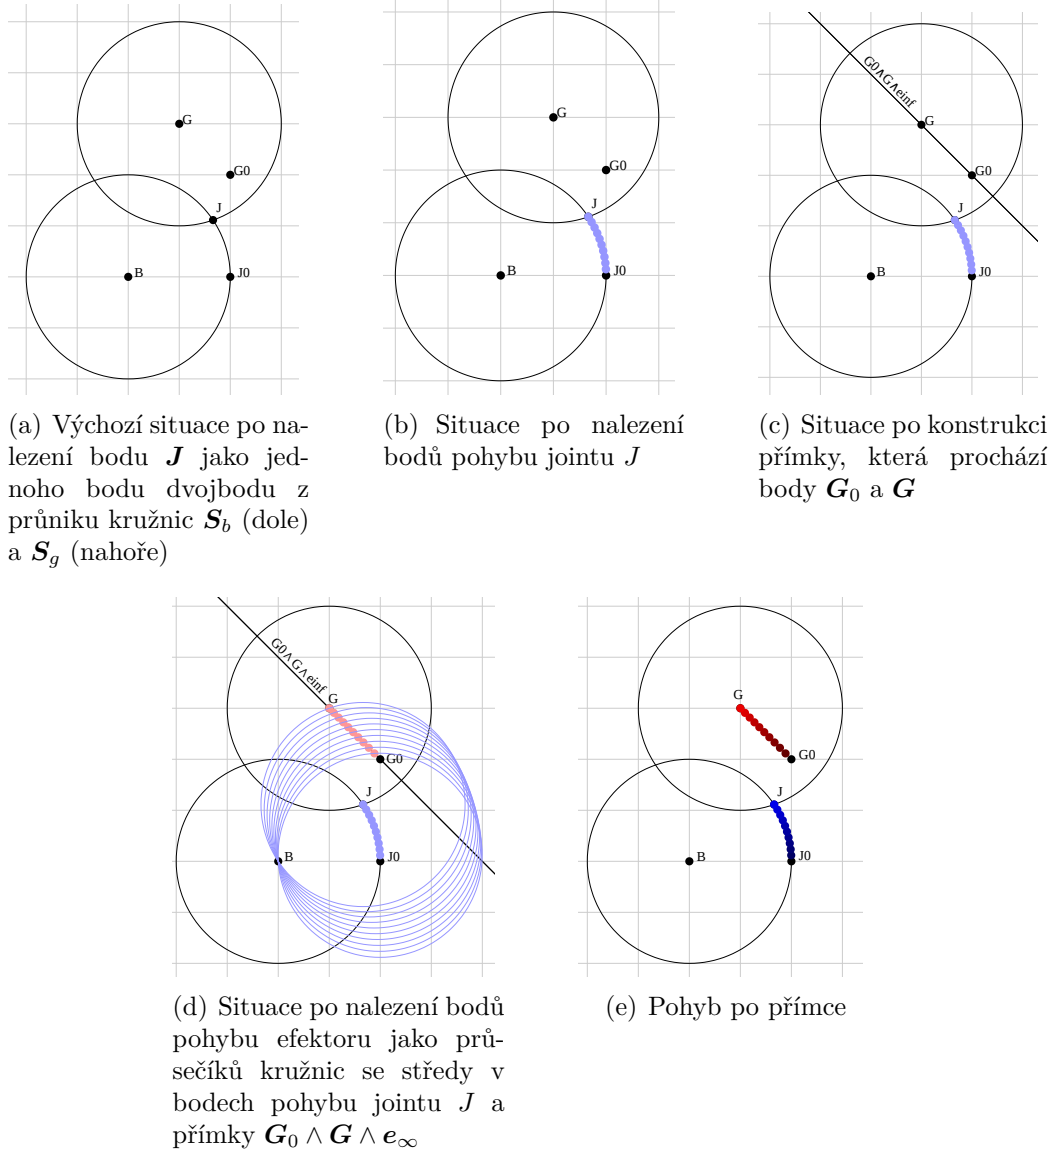 G
G0
J
B
J0
G
G0
J
B
J0
G0∧G∧einf
G
G0
J
B
J0
(a) Výchozí situace po na-
lezení bodu J jako jed-
noho bodu dvojbodu z
průniku kružnic S_b (dole)
a S_g (nahoře)
(b) Situace po nalezení
bodů pohybu jointu J
(c) Situace po konstrukci
přímky, která prochází
body G_0 a G
G0∧G∧einf
G
G0
J
B
J0
G
G0
J
B
J0
(d) Situace po nalezení bodů
pohybu efektoru jako prů-
sečíků kružnic se středy v
bodech pohybu jointu J a
přímky G_0 ∧ G ∧ e_∞
(e) Pohyb po přímce